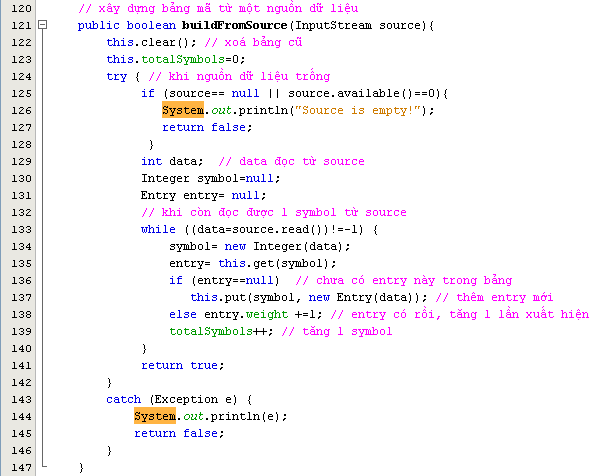 120 // xây dựng bảng mã từ một nguồn dữ liệu
121 public boolean buildFromSource(InputStream source){
122 this.clear(); // xoá bảng cũ
123 this.totalSymbols=0;
124 try { // khi nguồn dữ liệu trống
125 if (source== null || source.available()==0){
126 System.out.println("Source is empty!");
127 return false;
128 }
129 int data; // data đọc từ source
130 Integer symbol=null;
131 Entry entry= null;
132 // khi còn đọc được 1 symbol từ source
133 while ((data=source.read())!=-1) {
134 symbol= new Integer(data);
135 entry= this.get(symbol);
136 if (entry==null) // chưa có entry này trong bảng
137 this.put(symbol, new Entry(data)); // thêm entry mới
138 else entry.weight +=1; // entry có rồi, tăng 1 lần xuất hiện
139 totalSymbols++; // tăng 1 symbol
140 }
141 return true;
142 }
143 catch (Exception e) {
144 System.out.println(e);
145 return false;
146 }
147 }